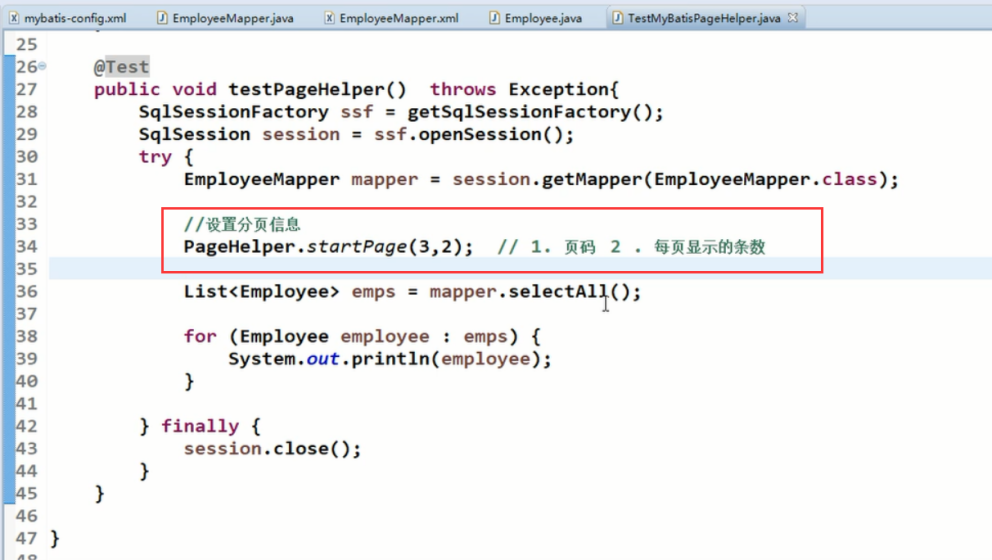 mybatis-config.xml EmployeeMapper.java EmployeeMapper.xml Employee.java TestMyBatisPageHelper.java
25
26 @Test
27 public void testPageHelper() throws Exception{
28 SqlSessionFactory ssf = getSqlSessionFactory();
29 SqlSession session = ssf.openSession();
30 try {
31 EmployeeMapper mapper = session.getMapper(EmployeeMapper.class);
32
33 //设置分页信息
34 PageHelper.startPage(3,2); // 1. 页码 2 . 每页显示的条数
35
36 List<Employee> emps = mapper.selectAll();
37
38 for (Employee employee : emps) {
39 System.out.println(employee);
40 }
41
42 } finally {
43 session.close();
44 }
45 }
46
47 }